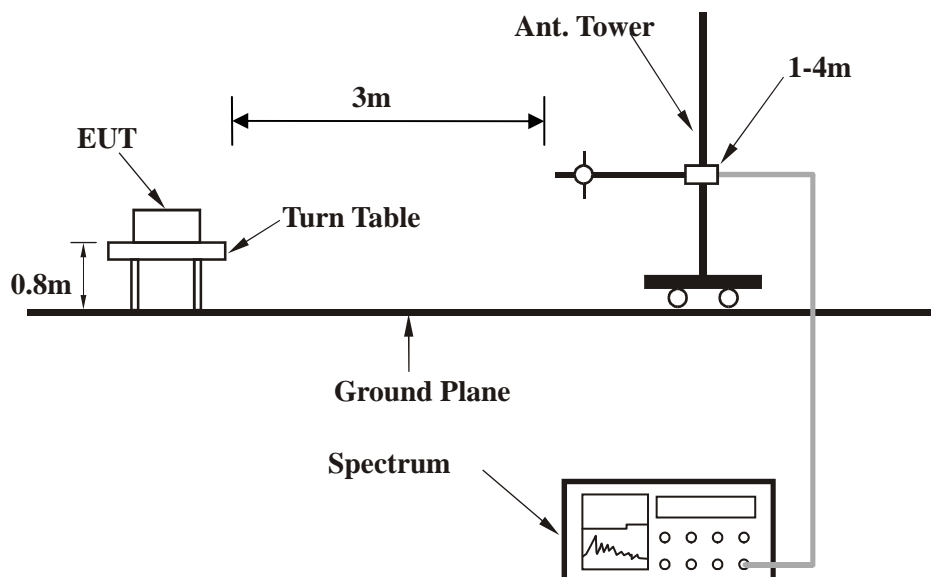 Ant. Tower
1-4m
3m
EUT
Turn Table
0.8m
Ground Plane
Spectrum